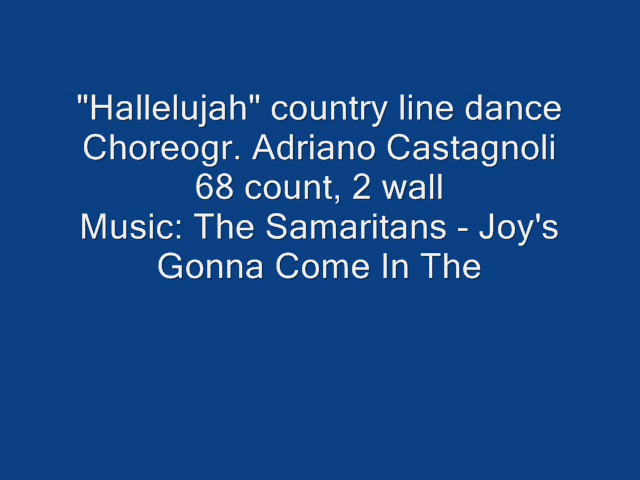 "Hallelujah" country line dance
Choreogr. Adriano Castagnoli
68 count, 2 wall
Music: The Samaritans - Joy's
Gonna Come In The